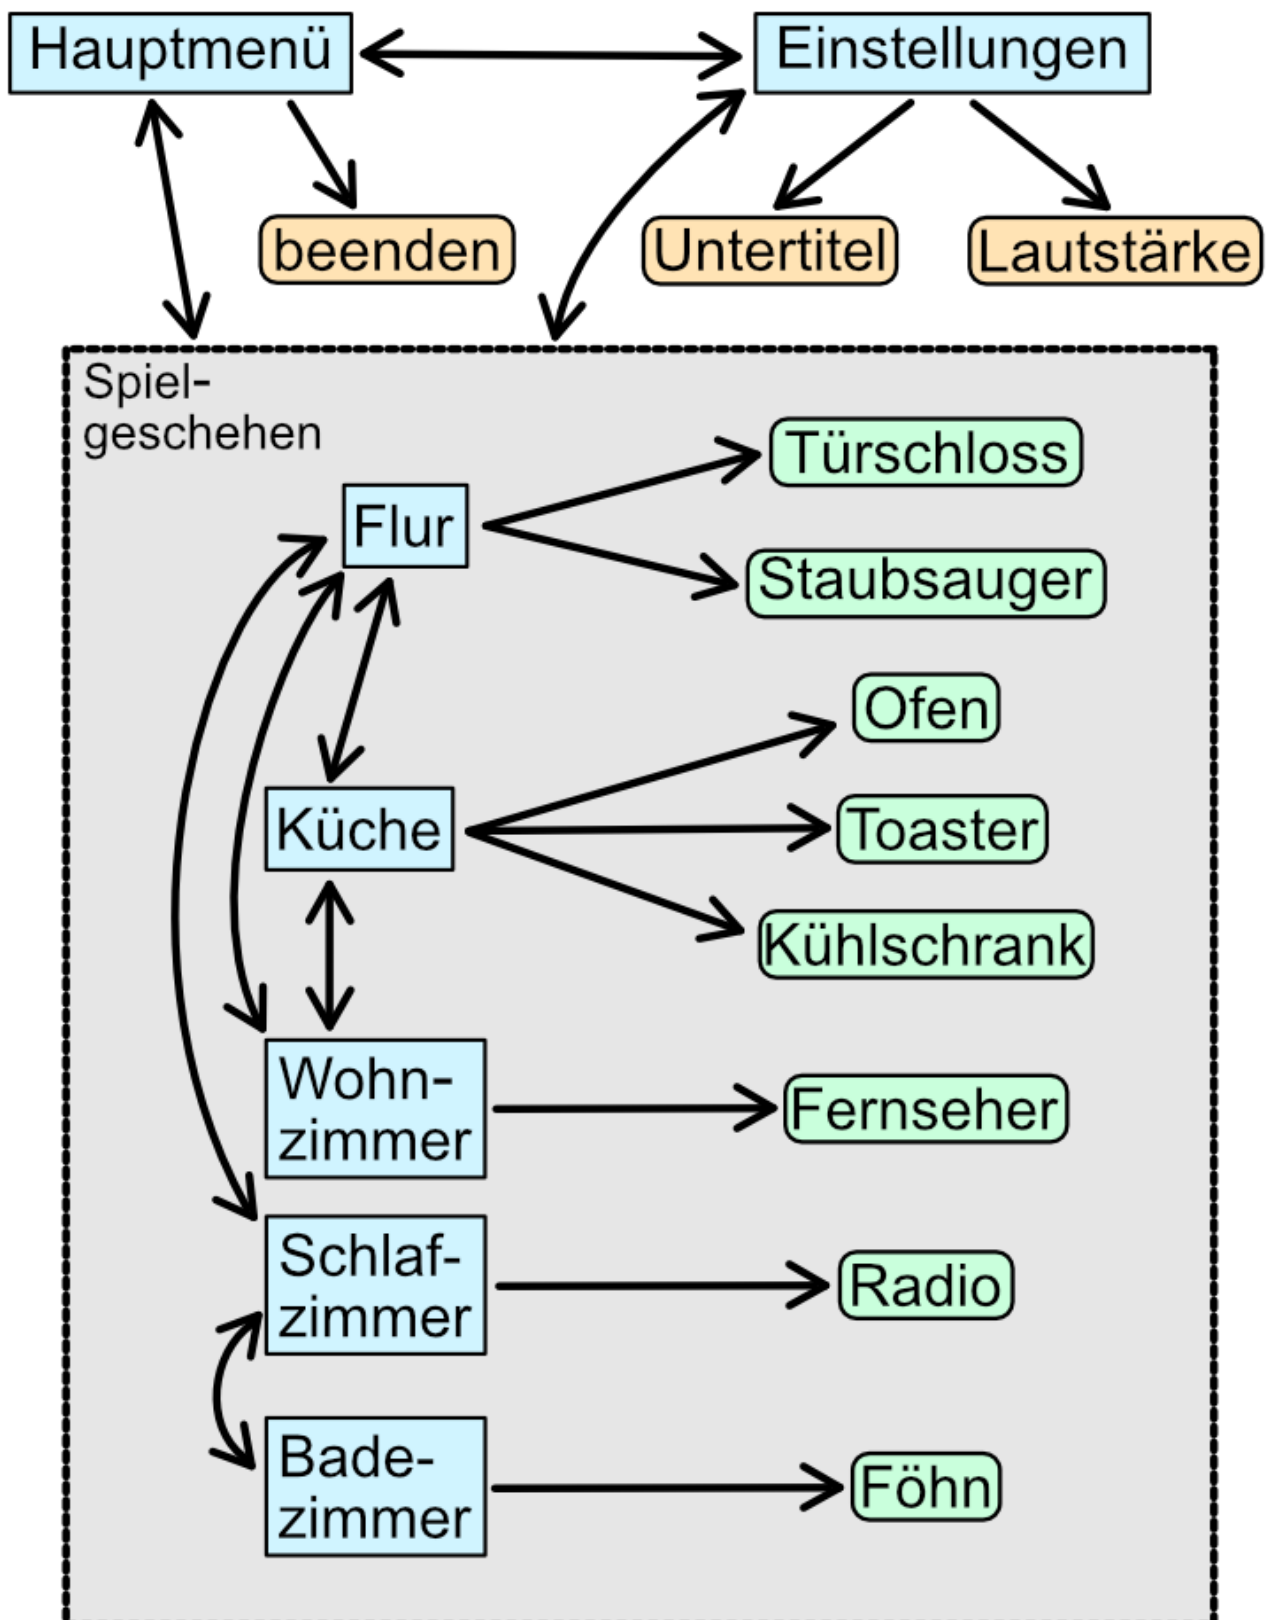 Hauptmenü
Einstellungen
beenden
Untertitel
Lautstärke
Spiel-
geschehen
Türschloss
Flur
Staubsauger
Ofen
Küche
Toaster
Kühlschrank
Wohn-
zimmer
Fernseher
Schlaf-
zimmer
Radio
Bade-
zimmer
Föhn